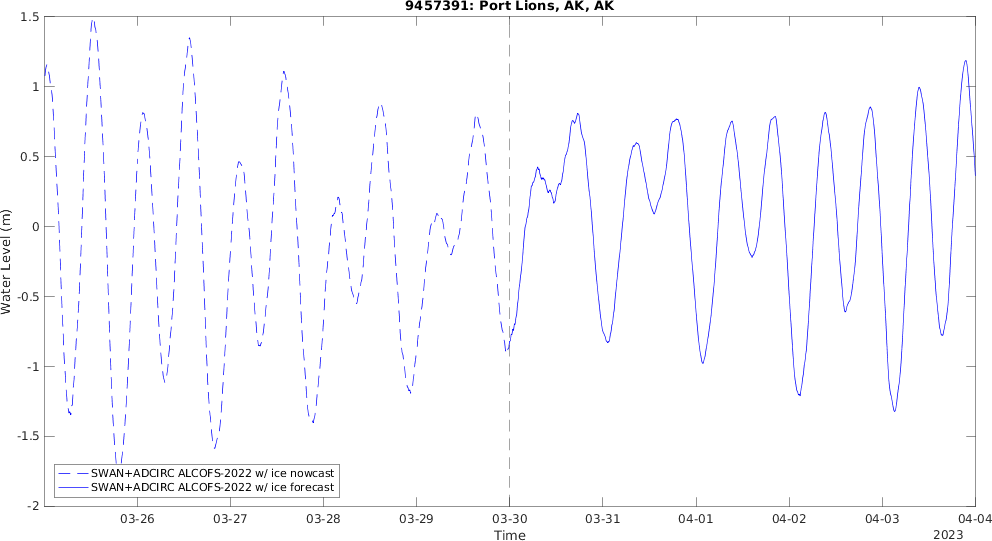 9457391: Port Lions, AK, AK
Water Level (m)
1.5
1
0.5
0
-0.5
-1
-1.5
-2
SWAN+ADCIRC ALCOFS-2022 w/ ice nowcast
SWAN+ADCIRC ALCOFS-2022 w/ ice forecast
03-26 03-27 03-28 03-29 03-30 03-31 04-01 04-02 04-03 04-04
Time
2023